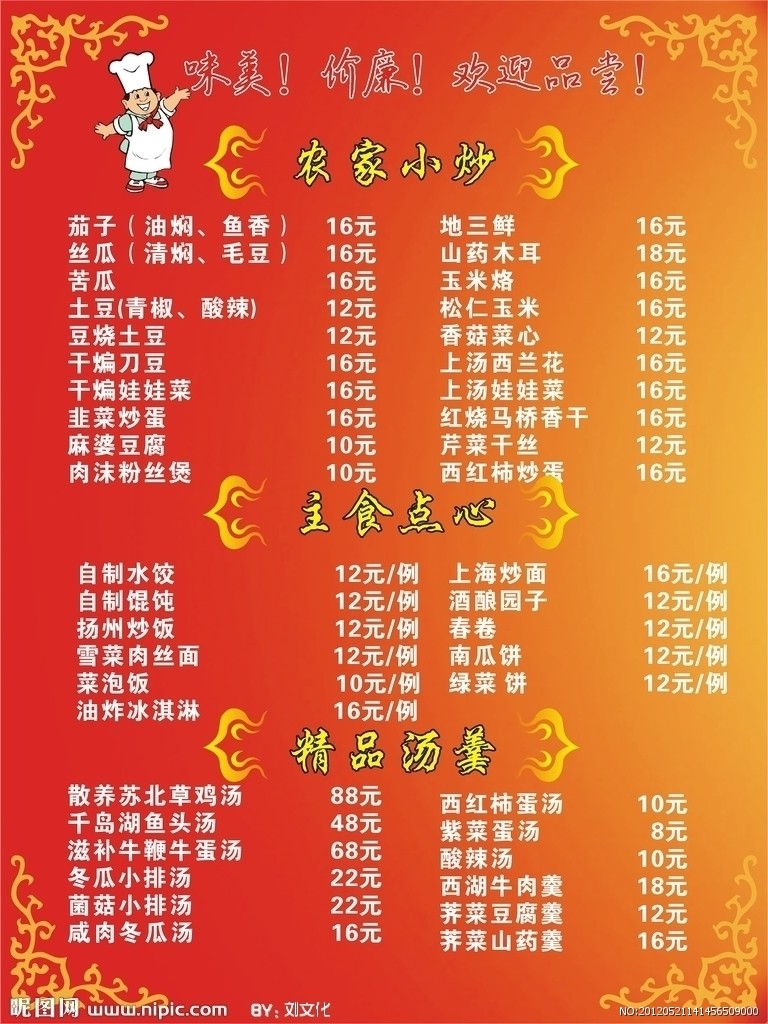 味美！价廉！欢迎品尝！
农家小炒
茄子（油焖、鱼香） 16元 地三鲜 16元
丝瓜（清焖、毛豆） 16元 山药木耳 18元
苦瓜 16元 玉米烙 16元
土豆(青椒、酸辣) 12元 松仁玉米 16元
豆烧土豆 12元 香菇菜心 12元
干煸刀豆 16元 上汤西兰花 16元
干煸娃娃菜 16元 上汤娃娃菜 16元
韭菜炒蛋 16元 红烧马桥香干 16元
麻婆豆腐 10元 芹菜干丝 12元
肉沫粉丝煲 10元 西红柿炒蛋 16元
主食点心
自制水饺 12元/例 上海炒面 16元/例
自制馄饨 12元/例 酒酿园子 12元/例
扬州炒饭 12元/例 春卷 12元/例
雪菜肉丝面 12元/例 南瓜饼 12元/例
菜泡饭 10元/例 绿菜 饼 12元/例
油炸冰淇淋 16元/例
精品汤羹
散养苏北草鸡汤 88元 西红柿蛋汤 10元
千岛湖鱼头汤 48元 紫菜蛋汤 8元
滋补牛鞭牛蛋汤 68元 酸辣汤 10元
冬瓜小排汤 22元 西湖牛肉羹 18元
菌菇小排汤 22元 荠菜豆腐羹 12元
咸肉冬瓜汤 16元 荠菜山药羹 16元
昵图网 www.nipic.com BY：刘文化 NO:20120521141456509000